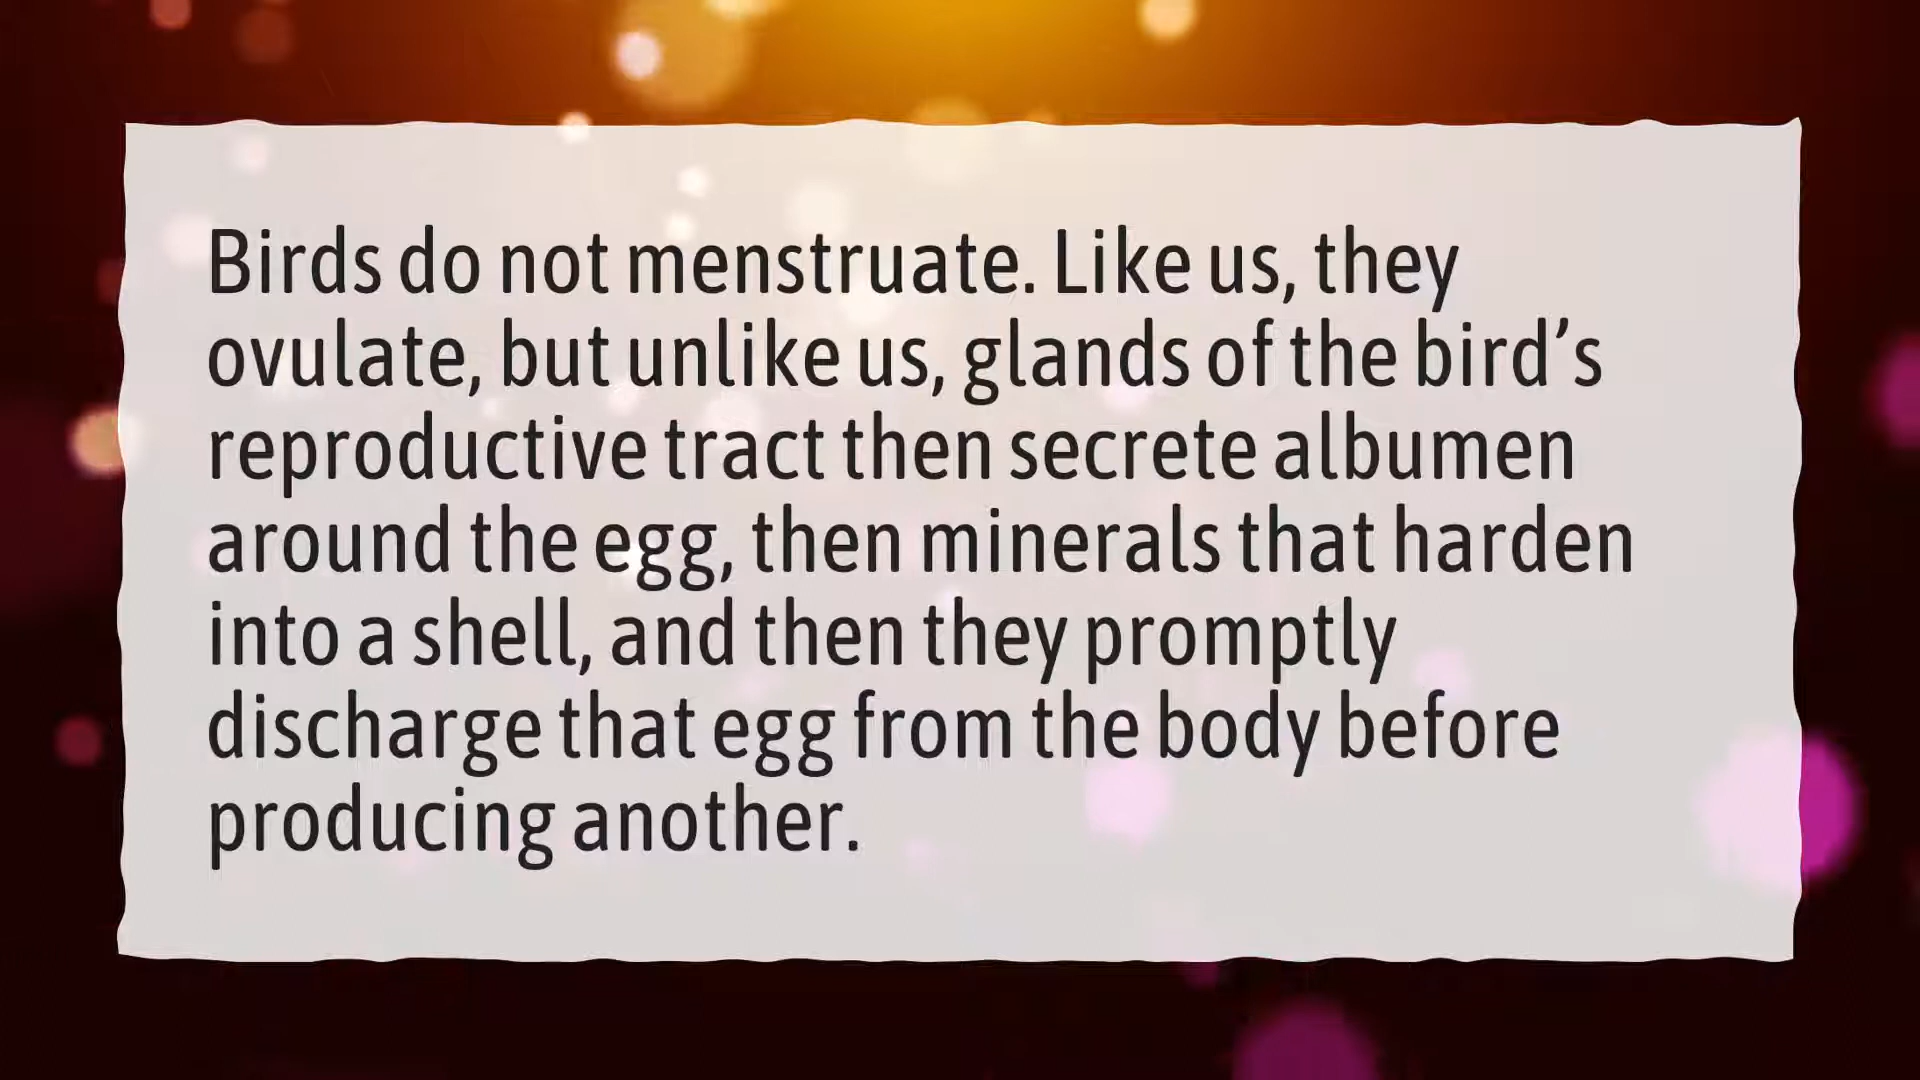 Birds do not menstruate. Like us, they
ovulate, but unlike us, glands of the bird’s
reproductive tract then secrete albumen
around the egg, then minerals that harden
into a shell, and then they promptly
discharge that egg from the body before
producing another.